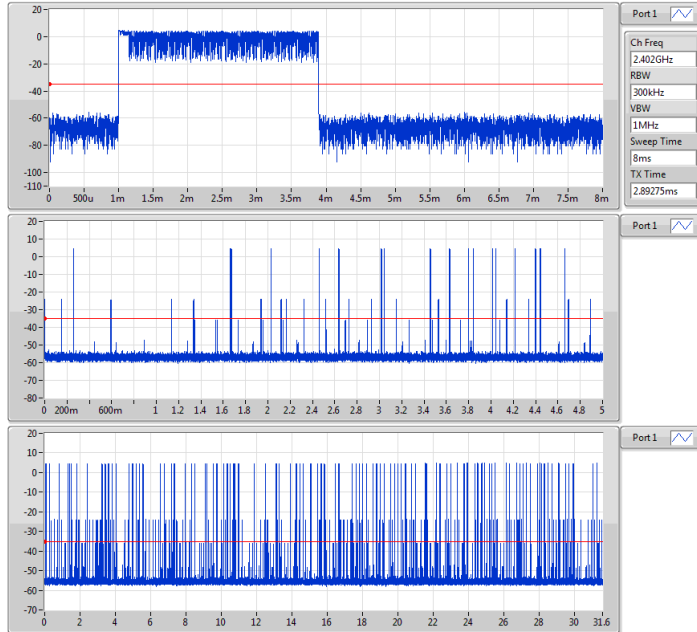 Port 1
20
0
-20
-40
-60
-80
-100
-110
0 500u 1m 1.5m 2m 2.5m 3m 3.5m 4m 4.5m 5m 5.5m 6m 6.5m 7m 7.5m 8m
Ch Freq
2.402GHz
RBW
300kHz
VBW
1MHz
Sweep Time
8ms
TX Time
2.89275ms
Port 1
20
10
0
-10
-20
-30
-40
-50
-60
-70
-80
0 200m 600m 1 1.2 1.4 1.6 1.8 2 2.2 2.4 2.6 2.8 3 3.2 3.4 3.6 3.8 4 4.2 4.4 4.6 4.8 5
Port 1
20
10
0
-10
-20
-30
-40
-50
-60
-70
0 2 4 6 8 10 12 14 16 18 20 22 24 26 28 30 31.6